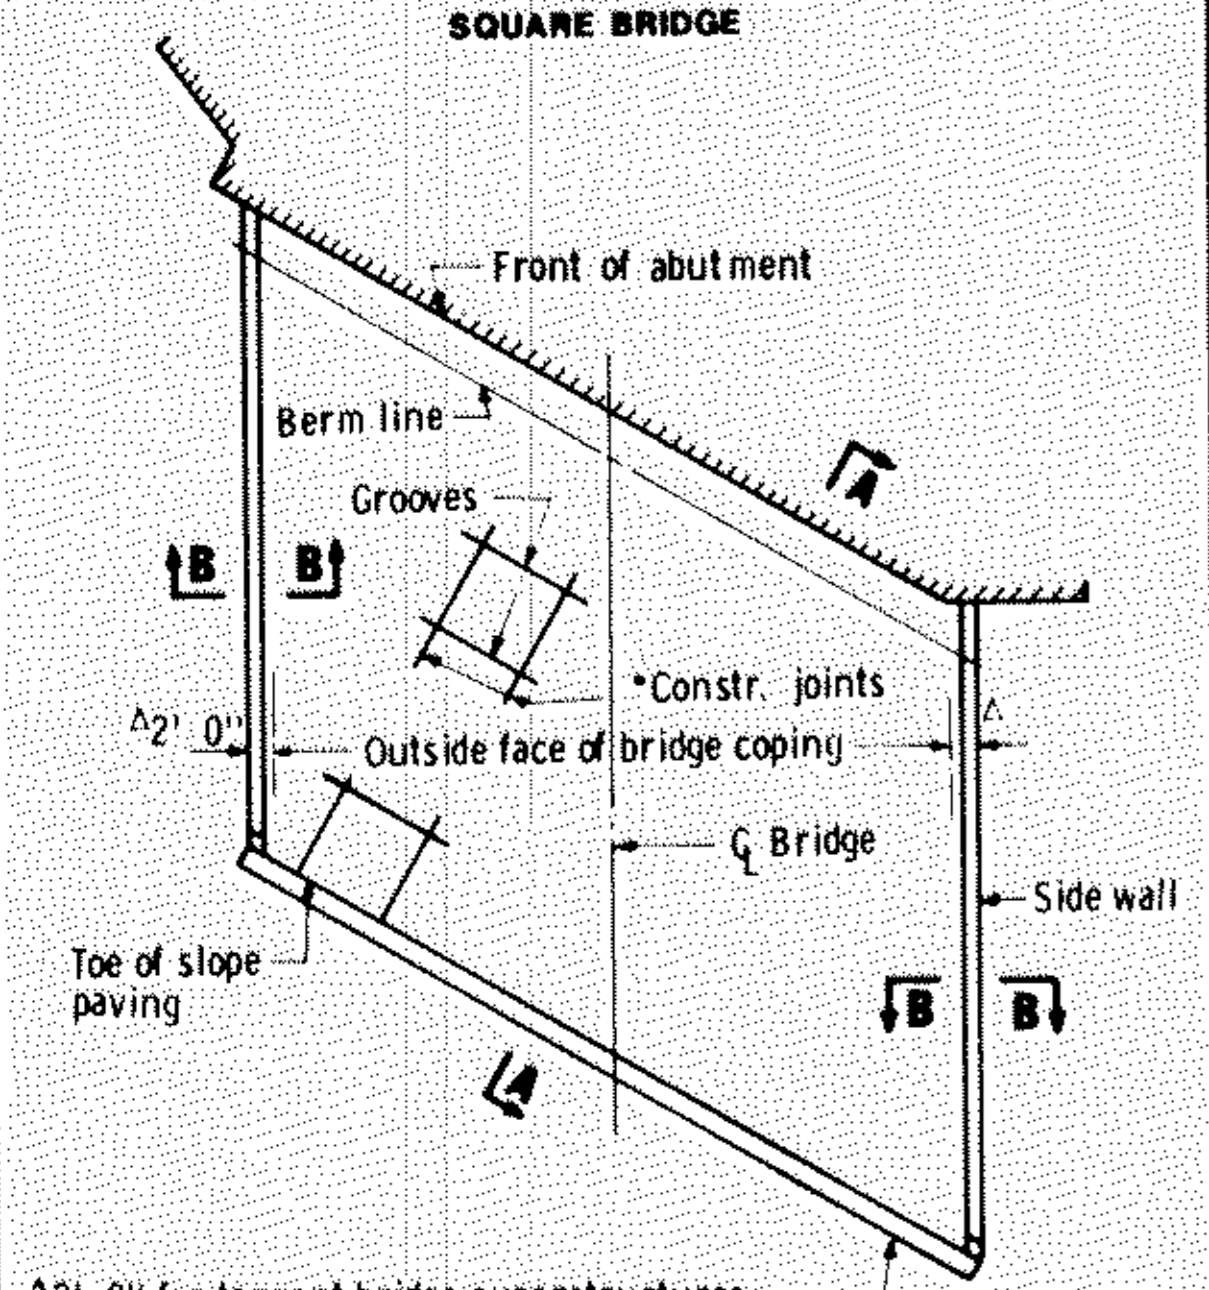 SQUARE BRIDGE
Front of abutment
Berm line
A
Grooves
B B
•Constr. joints
Δ2' 0" Outside face of bridge coping Δ
℄ Bridge
Side wall
Toe of slope
paving
B B
A